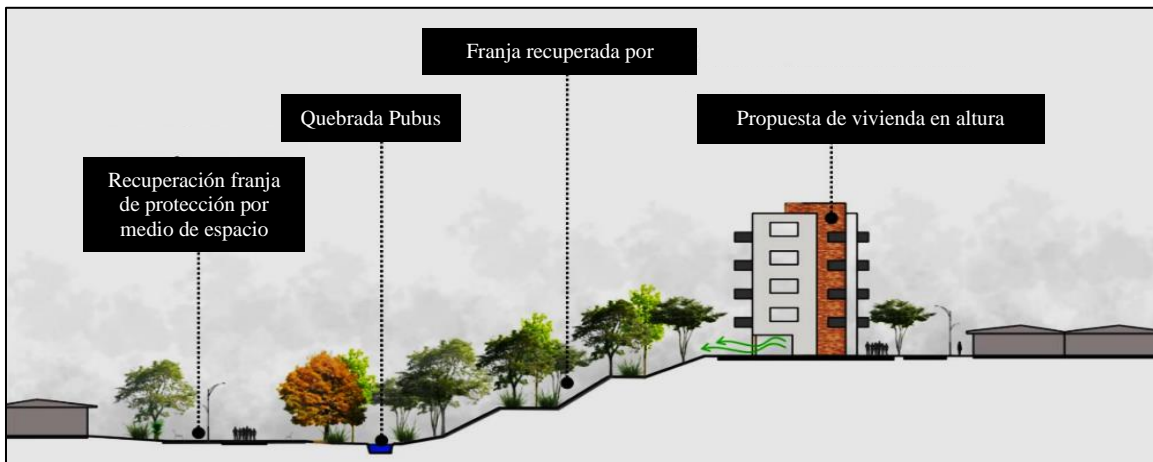 Franja recuperada por
Quebrada Pubus
Propuesta de vivienda en altura
Recuperación franja
de protección por
medio de espacio